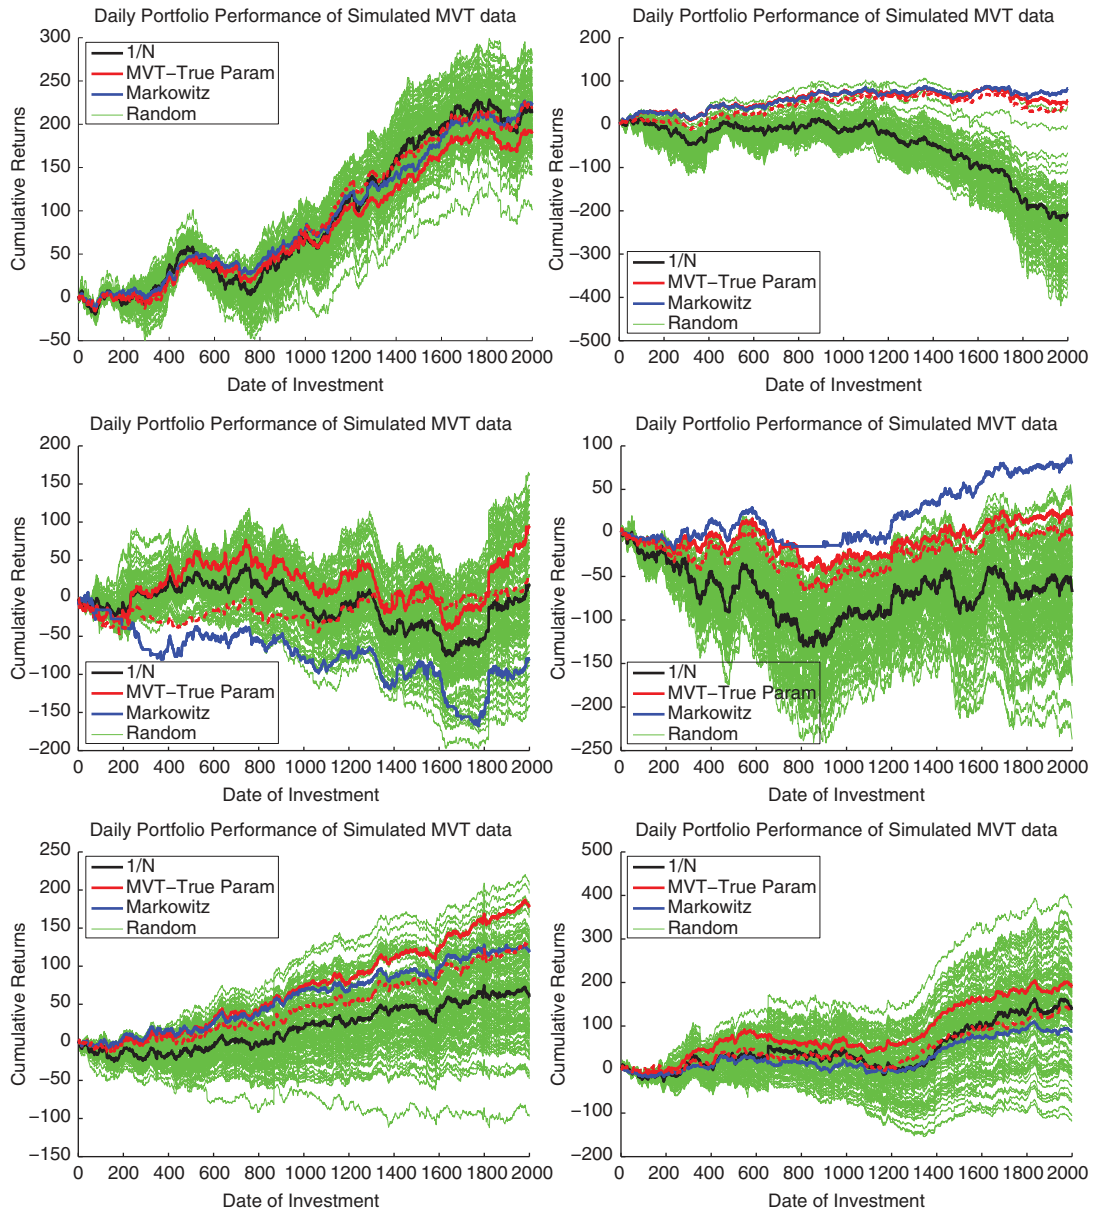 Daily Portfolio Performance of Simulated MVT data
300
250
200
150
100
50
0
−50
Cumulative Returns
1/N
MVT−True Param
Markowitz
Random
0 200 400 600 800 1000 1200 1400 1600 1800 2000
Date of Investment
Daily Portfolio Performance of Simulated MVT data
200
100
0
−100
−200
−300
−400
−500
Cumulative Returns
1/N
MVT−True Param
Markowitz
Random
0 200 400 600 800 1000 1200 1400 1600 1800 2000
Date of Investment
Daily Portfolio Performance of Simulated MVT data
200
150
100
50
0
−50
−100
−150
−200
Cumulative Returns
1/N
MVT−True Param
Markowitz
Random
0 200 400 600 800 1000 1200 1400 1600 1800 2000
Date of Investment
Daily Portfolio Performance of Simulated MVT data
100
50
0
−50
−100
−150
−200
−250
Cumulative Returns
1/N
MVT−True Param
Markowitz
Random
0 200 400 600 800 1000 1200 1400 1600 1800 2000
Date of Investment
Daily Portfolio Performance of Simulated MVT data
250
200
150
100
50
0
−50
−100
−150
Cumulative Returns
1/N
MVT−True Param
Markowitz
Random
0 200 400 600 800 1000 1200 1400 1600 1800 2000
Date of Investment
Daily Portfolio Performance of Simulated MVT data
500
400
300
200
100
0
−100
−200
Cumulative Returns
1/N
MVT−True Param
Markowitz
Random
0 200 400 600 800 1000 1200 1400 1600 1800 2000
Date of Investment